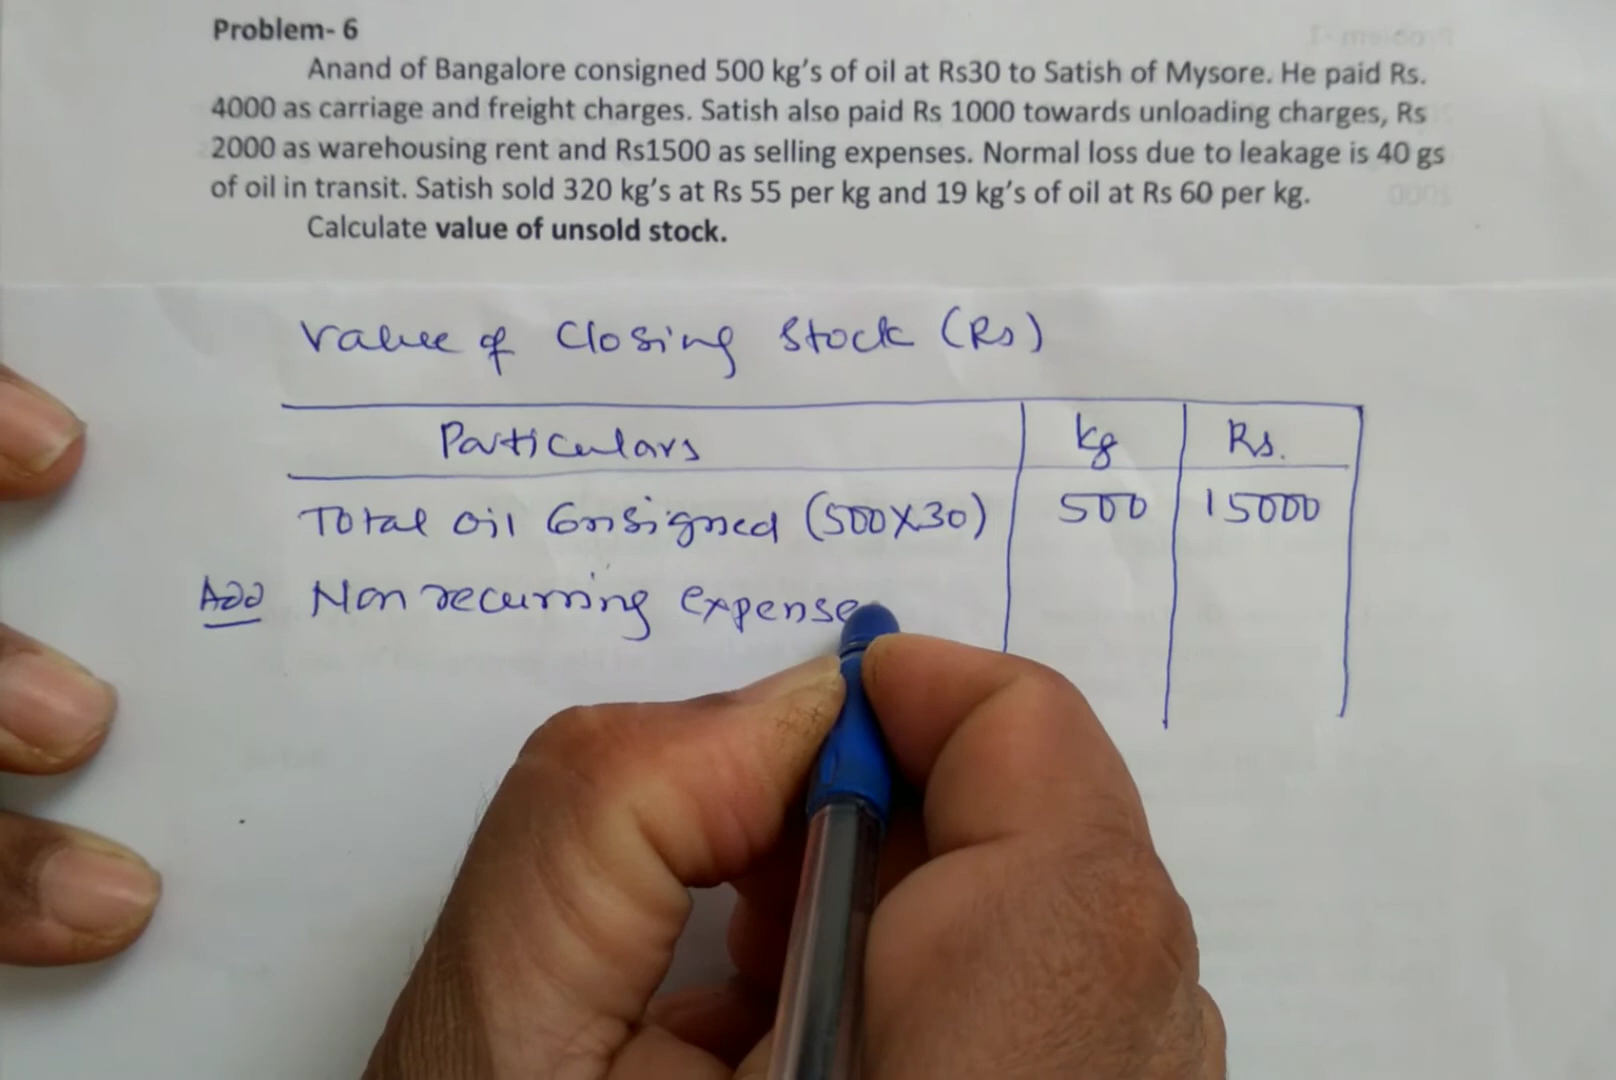 Problem- 6
Anand of Bangalore consigned 500 kg's of oil at Rs30 to Satish of Mysore. He paid Rs.
4000 as carriage and freight charges. Satish also paid Rs 1000 towards unloading charges, Rs
2000 as warehousing rent and Rs1500 as selling expenses. Normal loss due to leakage is 40 gs
of oil in transit. Satish sold 320 kg's at Rs 55 per kg and 19 kg's of oil at Rs 60 per kg.
Calculate value of unsold stock.
Value of Closing Stock (Rs)
Particulars kg Rs.
Total oil Consigned (500X30) 500 15000
Add Non recurring expense